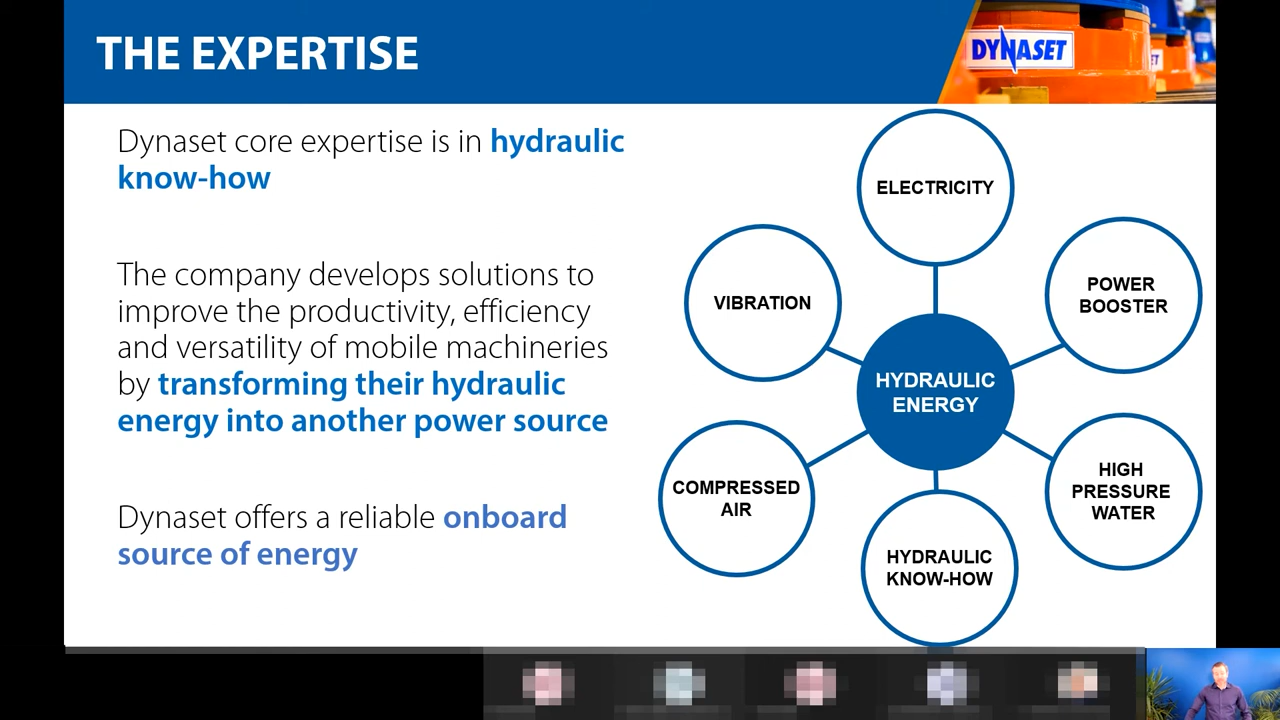 THE EXPERTISE
DYNASET
ET
Dynaset core expertise is in hydraulic
know-how
The company develops solutions to
improve the productivity, efficiency
and versatility of mobile machineries
by transforming their hydraulic
energy into another power source
Dynaset offers a reliable onboard
source of energy
ELECTRICITY
POWER
BOOSTER
VIBRATION
HYDRAULIC
ENERGY
COMPRESSED
AIR
HIGH
PRESSURE
WATER
HYDRAULIC
KNOW-HOW